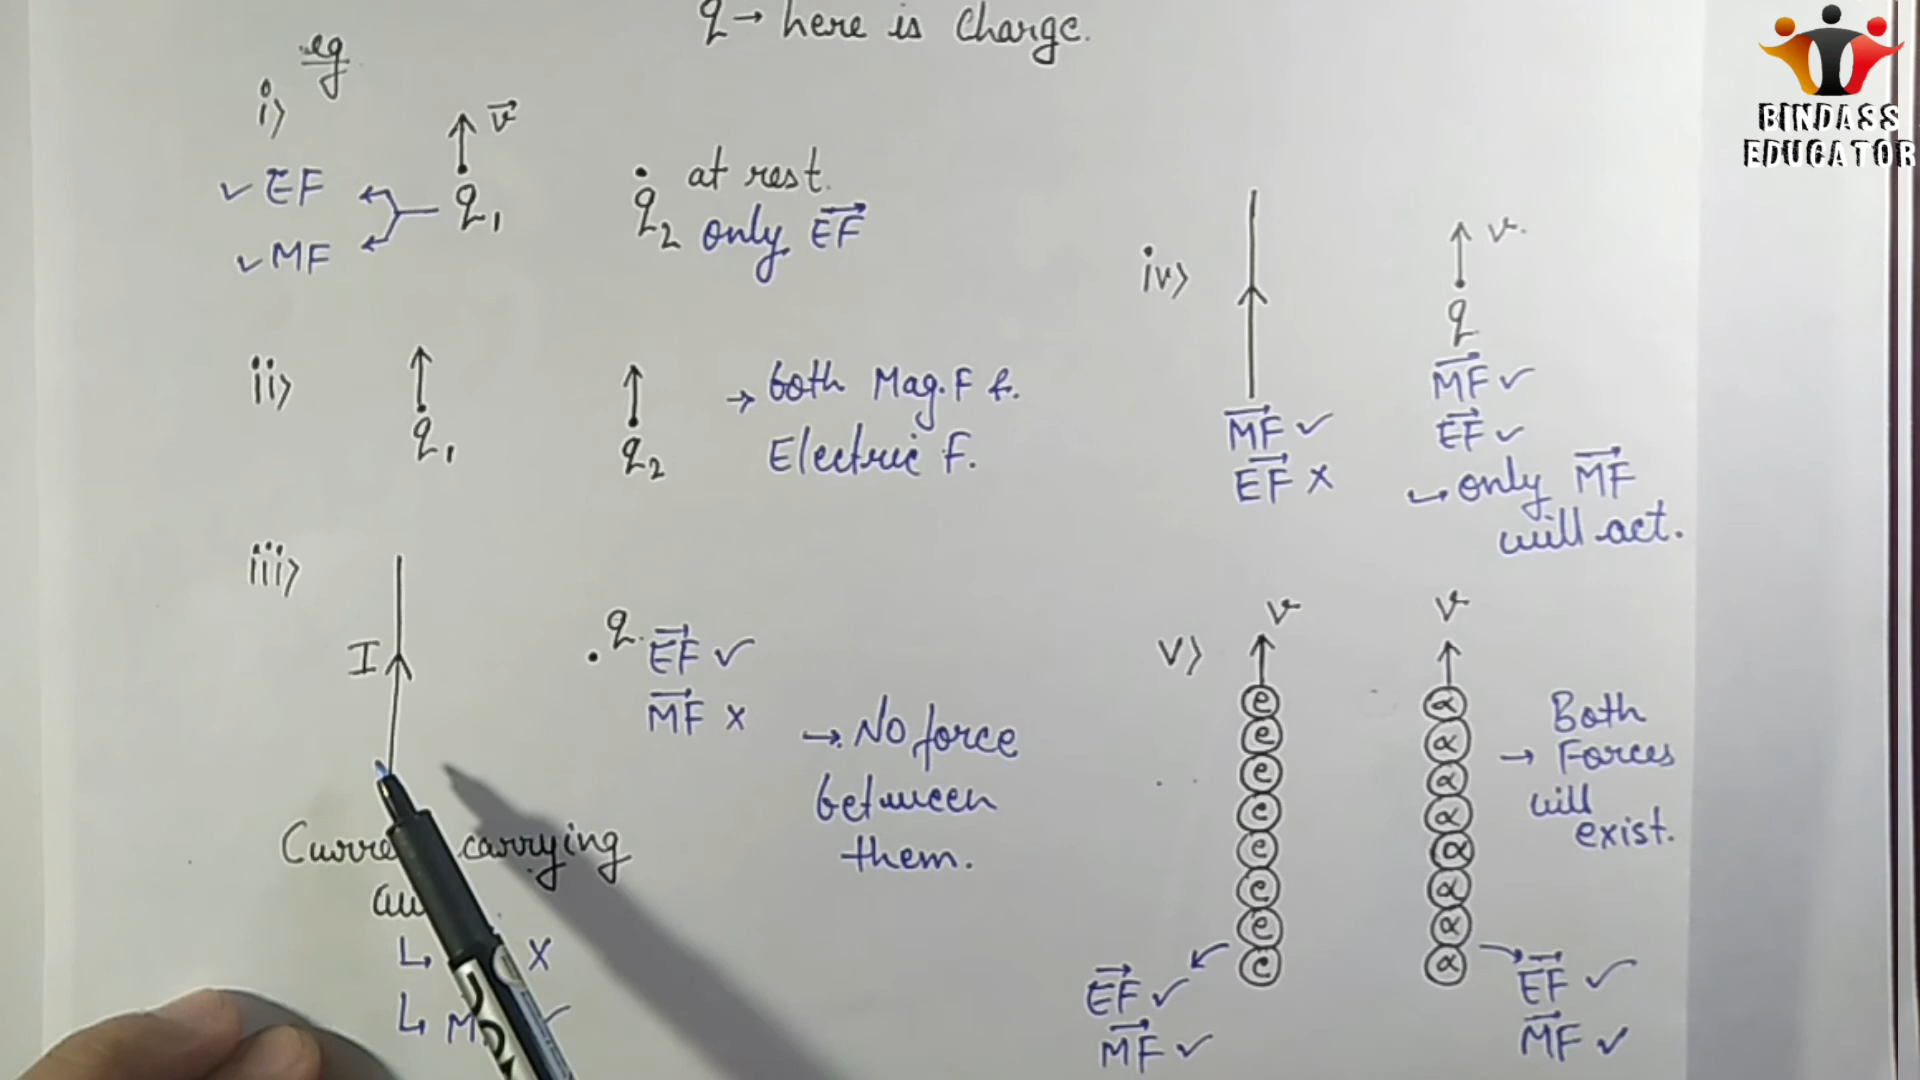 q → here is charge.
eg
i)
v
✓ EF
✓ MF
q1
at rest.
q2 only EF
ii)
q1
q2
→ both Mag. F &
Electric F.
iii)
I
q.
EF ✓
MF x
→ No force
between
them.
carrying
x
iv)
v.
q
MF ✓
EF x
MF ✓
EF ✓
only MF
will act.
v)
v
v
e
e
e
e
e
e
e
e
α
α
α
α
α
α
α
α
Both
→ Forces
will
exist.
EF ✓
MF ✓
EF ✓
MF ✓
BINDASS
EDUCATOR